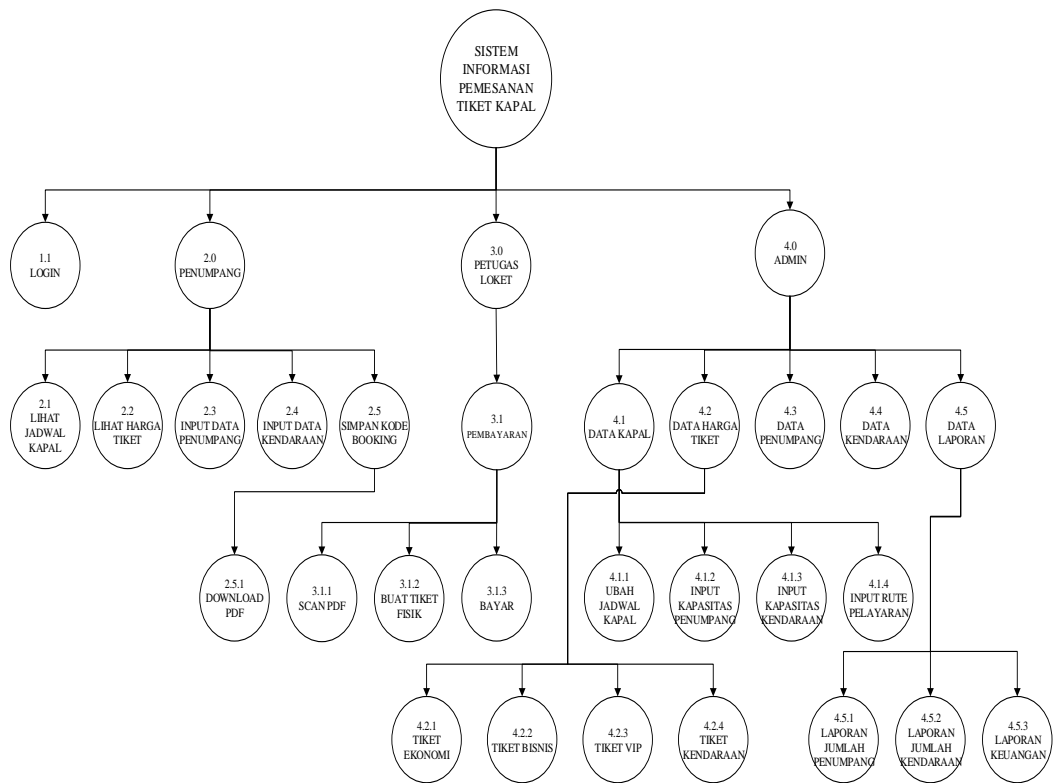 SISTEM
INFORMASI
PEMESANAN
TIKET KAPAL
1.1
LOGIN
2.0
PENUMPANG
3.0
PETUGAS
LOKET
4.0
ADMIN
2.1
LIHAT
JADWAL
KAPAL
2.2
LIHAT HARGA
TIKET
2.3
INPUT DATA
PENUMPANG
2.4
INPUT DATA
KENDARAAN
2.5
SIMPAN KODE
BOOKING
3.1
PEMBAYARAN
4.1
DATA KAPAL
4.2
DATA HARGA
TIKET
4.3
DATA
PENUMPANG
4.4
DATA
KENDARAAN
4.5
DATA
LAPORAN
2.5.1
DOWNLOAD
PDF
3.1.1
SCAN PDF
3.1.2
BUAT TIKET
FISIK
3.1.3
BAYAR
4.1.1
UBAH
JADWAL
KAPAL
4.1.2
INPUT
KAPASITAS
PENUMPANG
4.1.3
INPUT
KAPASITAS
KENDARAAN
4.1.4
INPUT RUTE
PELAYARAN
4.2.1
TIKET
EKONOMI
4.2.2
TIKET BISNIS
4.2.3
TIKET VIP
4.2.4
TIKET
KENDARAAN
4.5.1
LAPORAN
JUMLAH
PENUMPANG
4.5.2
LAPORAN
JUMLAH
KENDARAAN
4.5.3
LAPORAN
KEUANGAN